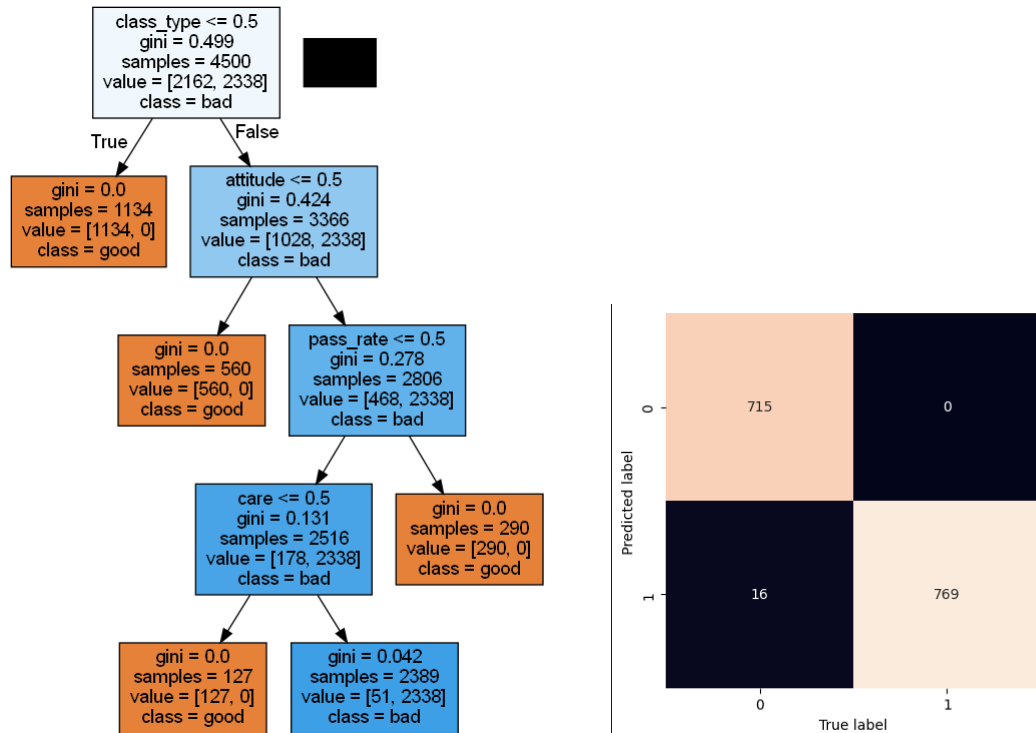 class_type <= 0.5
gini = 0.499
samples = 4500
value = [2162, 2338]
class = bad
True
False
gini = 0.0
samples = 1134
value = [1134, 0]
class = good
attitude <= 0.5
gini = 0.424
samples = 3366
value = [1028, 2338]
class = bad
gini = 0.0
samples = 560
value = [560, 0]
class = good
pass_rate <= 0.5
gini = 0.278
samples = 2806
value = [468, 2338]
class = bad
care <= 0.5
gini = 0.131
samples = 2516
value = [178, 2338]
class = bad
gini = 0.0
samples = 290
value = [290, 0]
class = good
gini = 0.0
samples = 127
value = [127, 0]
class = good
gini = 0.042
samples = 2389
value = [51, 2338]
class = bad
Predicted label
0
715
0
1
16
769
0
1
True label